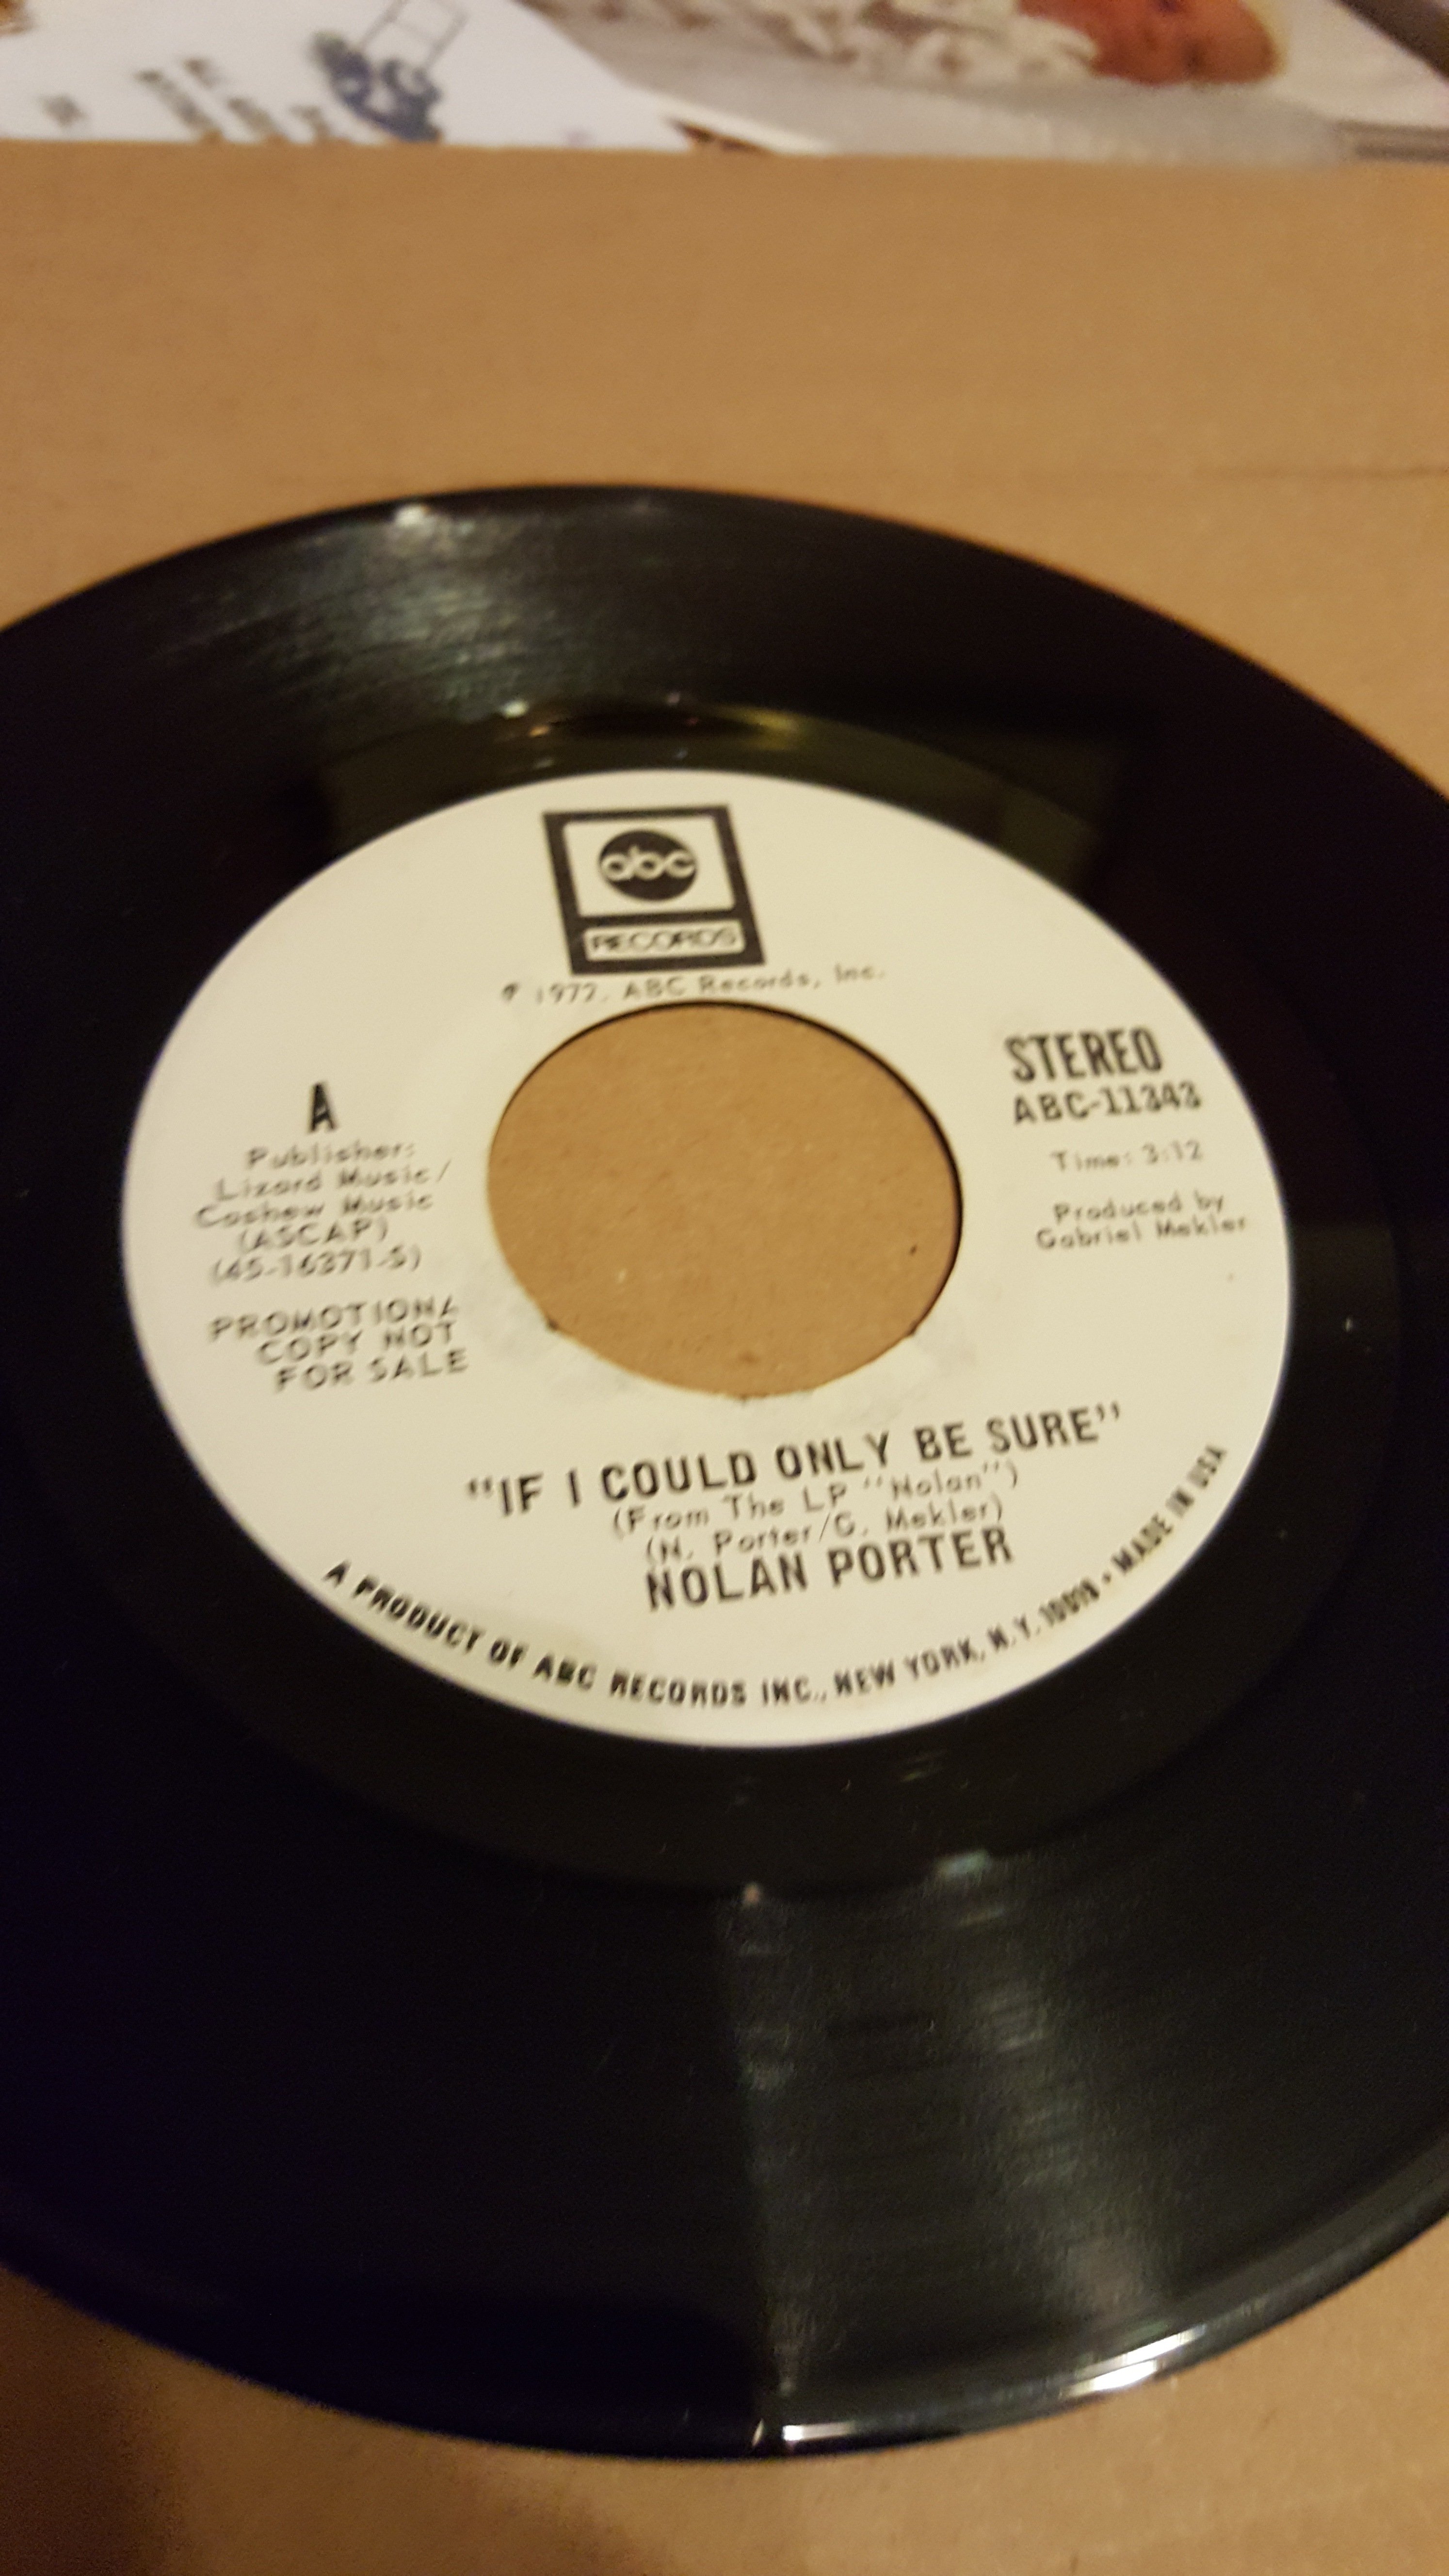 abc
RECORDS
℗ 1972, ABC Records, Inc.
STEREO
ABC-11343
Time: 3:12
Produced by
Gabriel Mekler
A
Publisher:
Lizard Music/
Cashew Music
(ASCAP)
(45-16371-S)
PROMOTIONAL
COPY NOT
FOR SALE
"IF I COULD ONLY BE SURE"
(From The LP "Nolan")
(N. Porter/G. Mekler)
NOLAN PORTER
A PRODUCT OF ABC RECORDS INC., NEW YORK, N.Y. 10019 • MADE IN USA